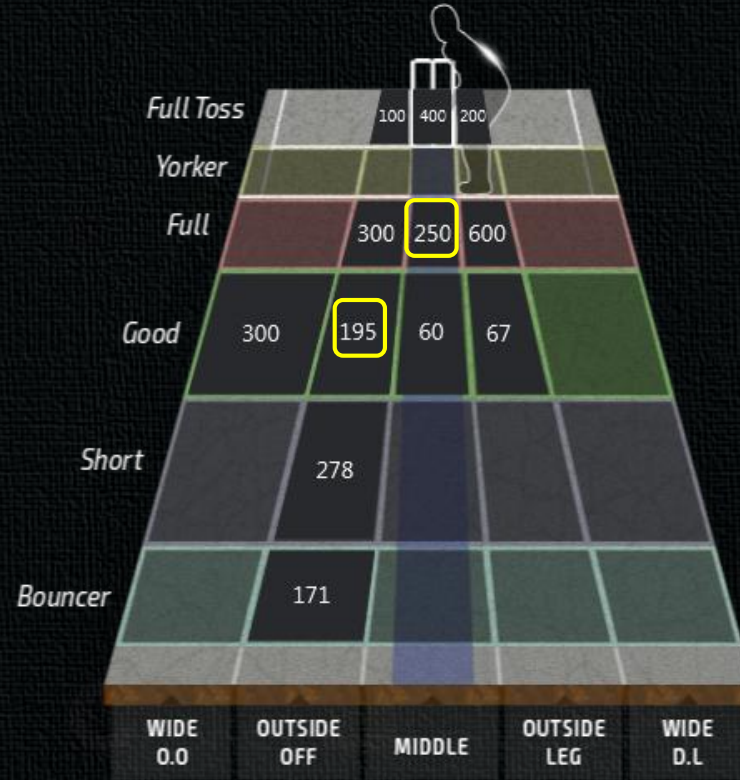 Full Toss 100 400 200
Yorker
Full 300 250 600
Good 300 195 60 67
Short 278
Bouncer 171
WIDE OUTSIDE MIDDLE OUTSIDE WIDE
O.O OFF LEG D.L